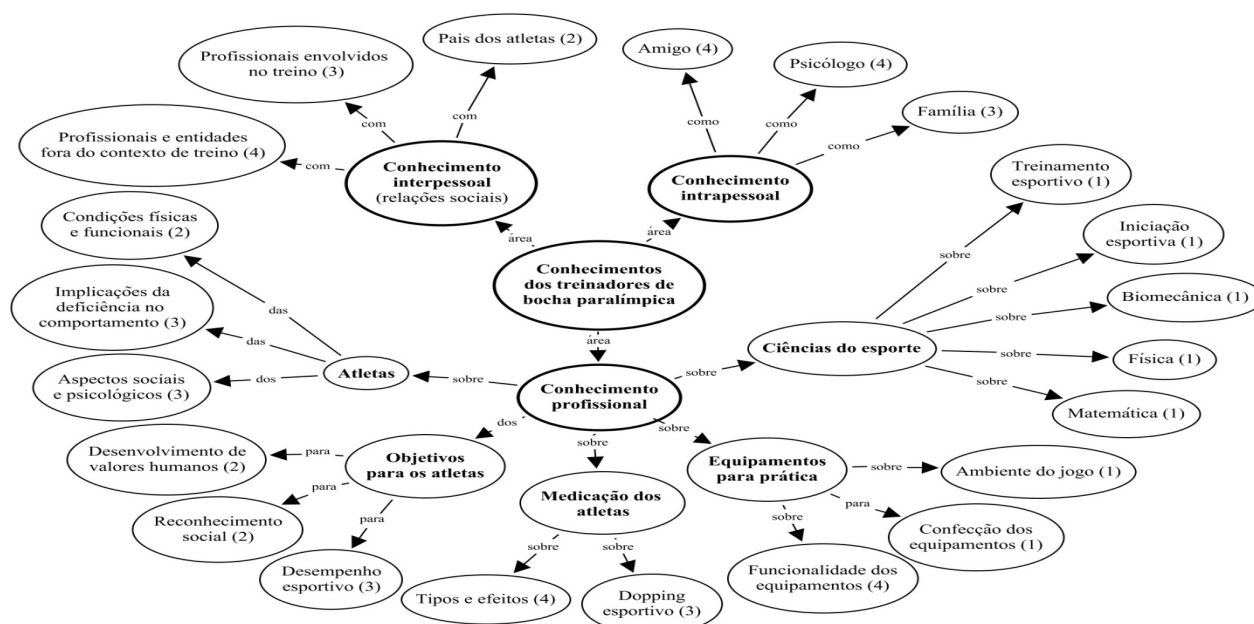 Profissionais envolvidos
no treino (3)
Pais dos atletas (2)
Amigo (4)
Psicólogo (4)
Família (3)
com
com
como
como
como
Profissionais e entidades
fora do contexto de treino (4)
com
Conhecimento
interpessoal
(relações sociais)
Conhecimento
intrapessoal
Treinamento
esportivo (1)
Condições físicas
e funcionais (2)
área
área
sobre
Iniciação
esportiva (1)
Conhecimentos
dos treinadores de
bocha paralímpica
sobre
Implicações da
deficiência no
comportamento (3)
das
das
área
Biomecânica (1)
sobre
Ciências do esporte
sobre
Física (1)
Aspectos sociais
e psicológicos (3)
dos
Atletas
sobre
Conhecimento
profissional
sobre
sobre
Matemática (1)
Desenvolvimento de
valores humanos (2)
para
dos
sobre
sobre
Objetivos
para os atletas
Equipamentos
para prática
sobre
Ambiente do jogo (1)
para
Medicação dos
atletas
para
Reconhecimento
social (2)
para
sobre
Confecção dos
equipamentos (1)
sobre
sobre
Desempenho
esportivo (3)
Tipos e efeitos (4)
Dopping
esportivo (3)
Funcionalidade dos
equipamentos (4)